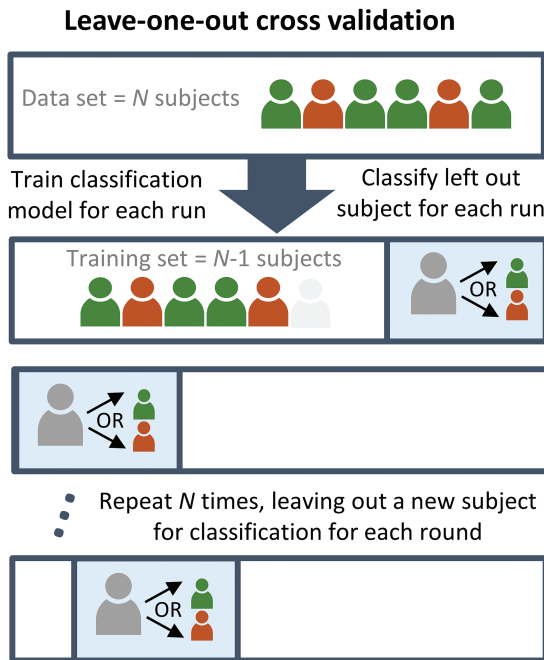 Leave-one-out cross validation
Data set = N subjects
Train classification
model for each run
Classify left out
subject for each run
Training set = N-1 subjects
OR
OR
Repeat N times, leaving out a new subject
for classification for each round
OR